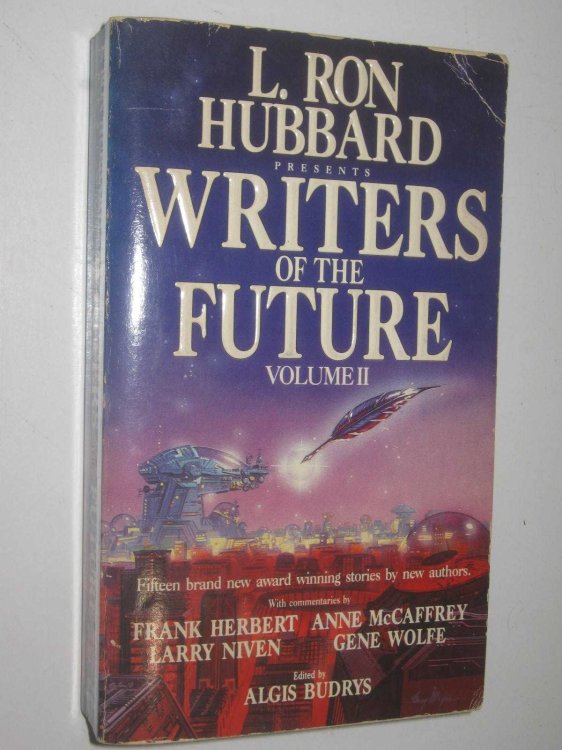 L. RON
HUBBARD
PRESENTS
WRITERS
OF THE
FUTURE
VOLUME II
Fifteen brand new award winning stories by new authors.
With commentaries by
FRANK HERBERT ANNE McCAFFREY
LARRY NIVEN GENE WOLFE
Edited by
ALGIS BUDRYS